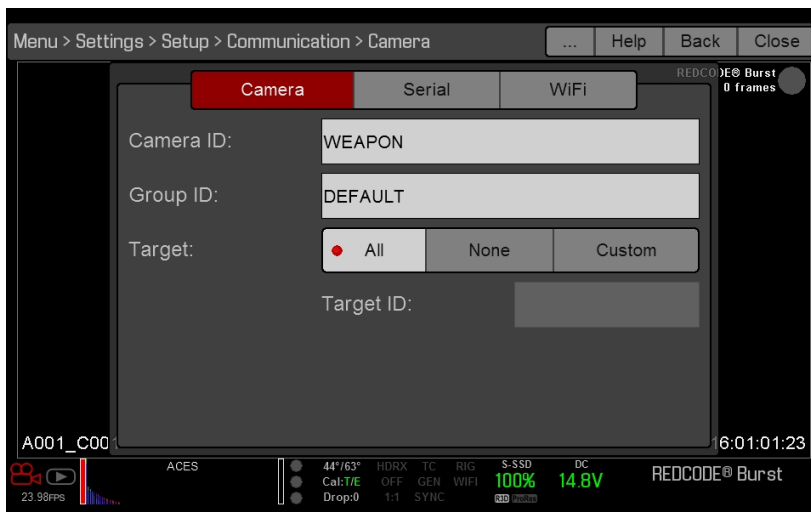 Menu > Settings > Setup > Communication > Camera
...
Help
Back
Close
REDCODE® Burst
0 frames
Camera
Serial
WiFi
Camera ID:
WEAPON
Group ID:
DEFAULT
Target:
All
None
Custom
Target ID:
A001_C00
6:01:01:23
23.98FPS
ACES
44°/63° HDRX TC RIG
Cal:T/E OFF GEN WIFI
Drop:0 1:1 SYNC
S-SSD
100%
R3D ProRes
DC
14.8V
REDCODE® Burst